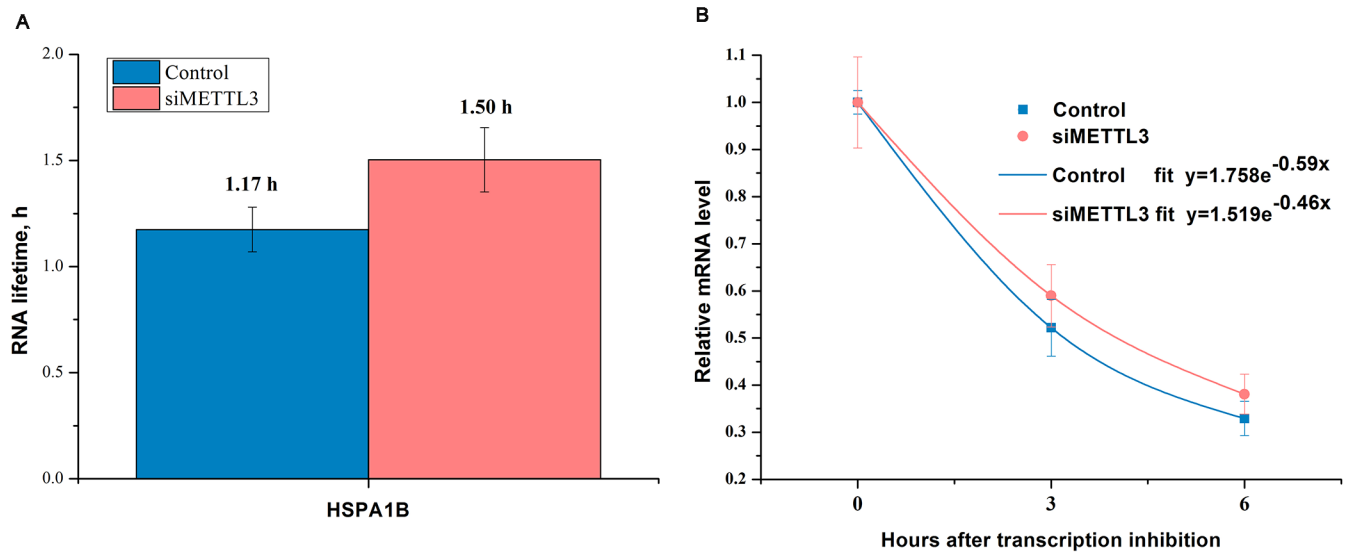 A
2.0
1.5
1.0
0.5
0.0
RNA lifetime, h
Control
siMETTL3
1.17 h
1.50 h
HSPA1B
B
1.1
1.0
0.9
0.8
0.7
0.6
0.5
0.4
0.3
0.2
Relative mRNA level
Control
siMETTL3
Control fit y=1.758e^-0.59x
siMETTL3 fit y=1.519e^-0.46x
0 3 6
Hours after transcription inhibition